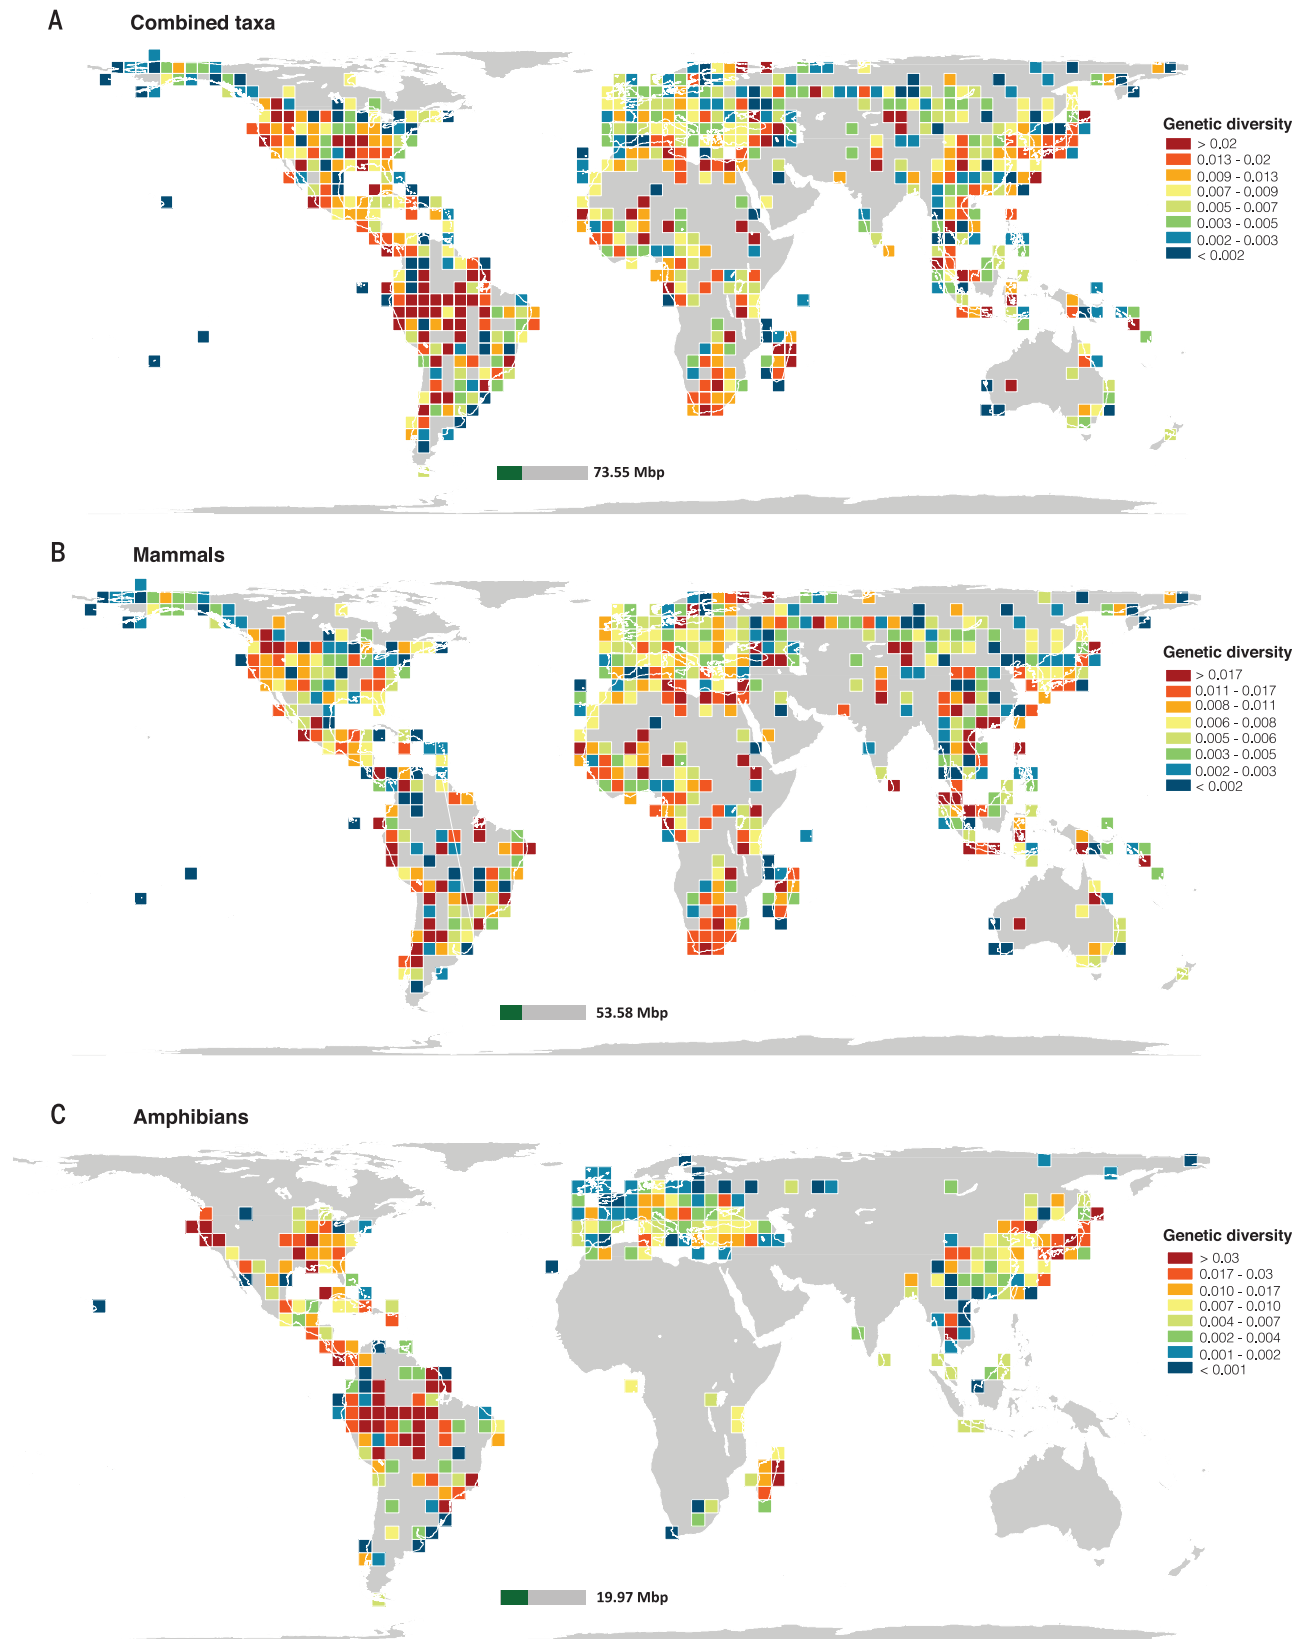 A
Combined taxa
Genetic diversity
> 0.02
0.013 - 0.02
0.009 - 0.013
0.007 - 0.009
0.005 - 0.007
0.003 - 0.005
0.002 - 0.003
< 0.002
73.55 Mbp
B
Mammals
Genetic diversity
> 0.017
0.011 - 0.017
0.008 - 0.011
0.006 - 0.008
0.005 - 0.006
0.003 - 0.005
0.002 - 0.003
< 0.002
53.58 Mbp
C
Amphibians
Genetic diversity
> 0.03
0.017 - 0.03
0.010 - 0.017
0.007 - 0.010
0.004 - 0.007
0.002 - 0.004
0.001 - 0.002
< 0.001
19.97 Mbp